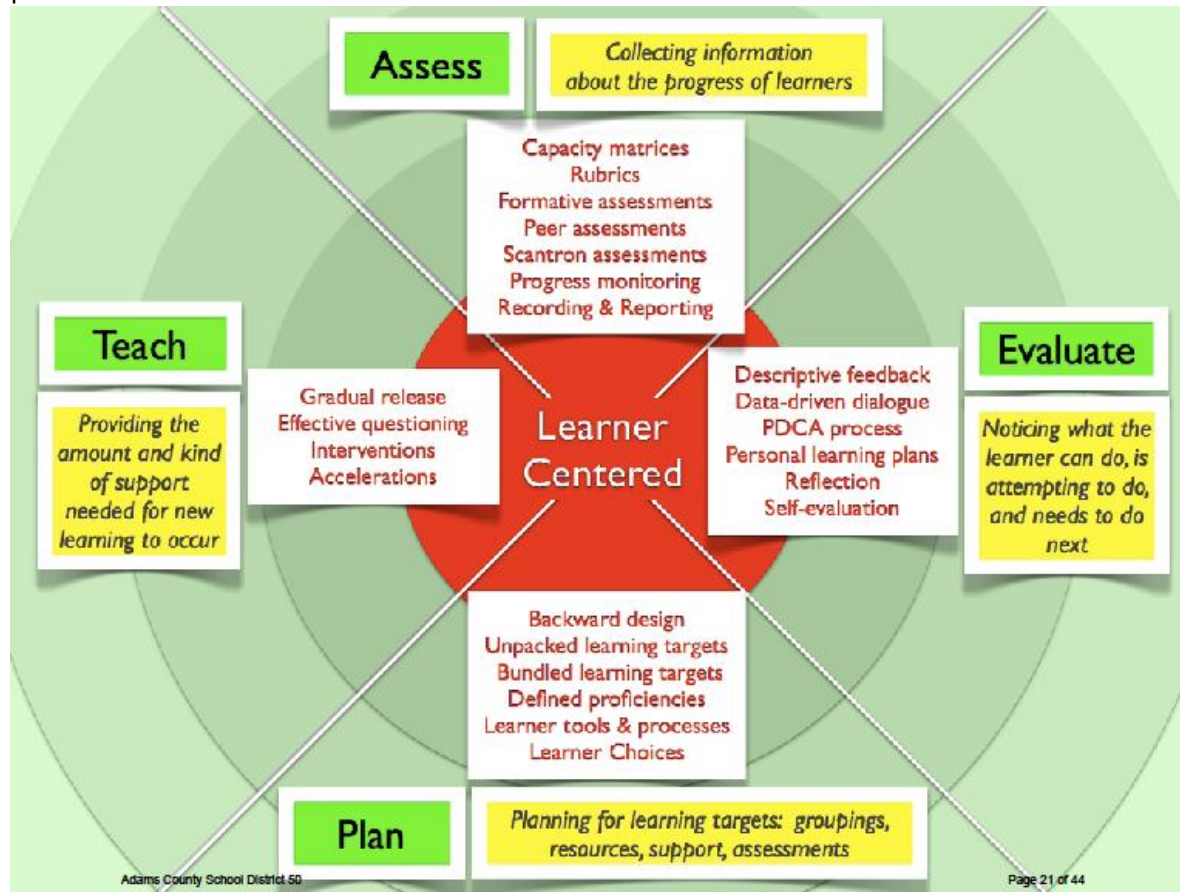 Assess
Collecting information
about the progress of learners
Capacity matrices
Rubrics
Formative assessments
Peer assessments
Scantron assessments
Progress monitoring
Recording & Reporting
Teach
Providing the
amount and kind
of support
needed for new
learning to occur
Gradual release
Effective questioning
Interventions
Accelerations
Learner
Centered
Descriptive feedback
Data-driven dialogue
PDCA process
Personal learning plans
Reflection
Self-evaluation
Evaluate
Noticing what the
learner can do, is
attempting to do,
and needs to do
next
Backward design
Unpacked learning targets
Bundled learning targets
Defined proficiencies
Learner tools & processes
Learner Choices
Plan
Planning for learning targets: groupings,
resources, support, assessments
Adams County School District 50
Page 21 of 44